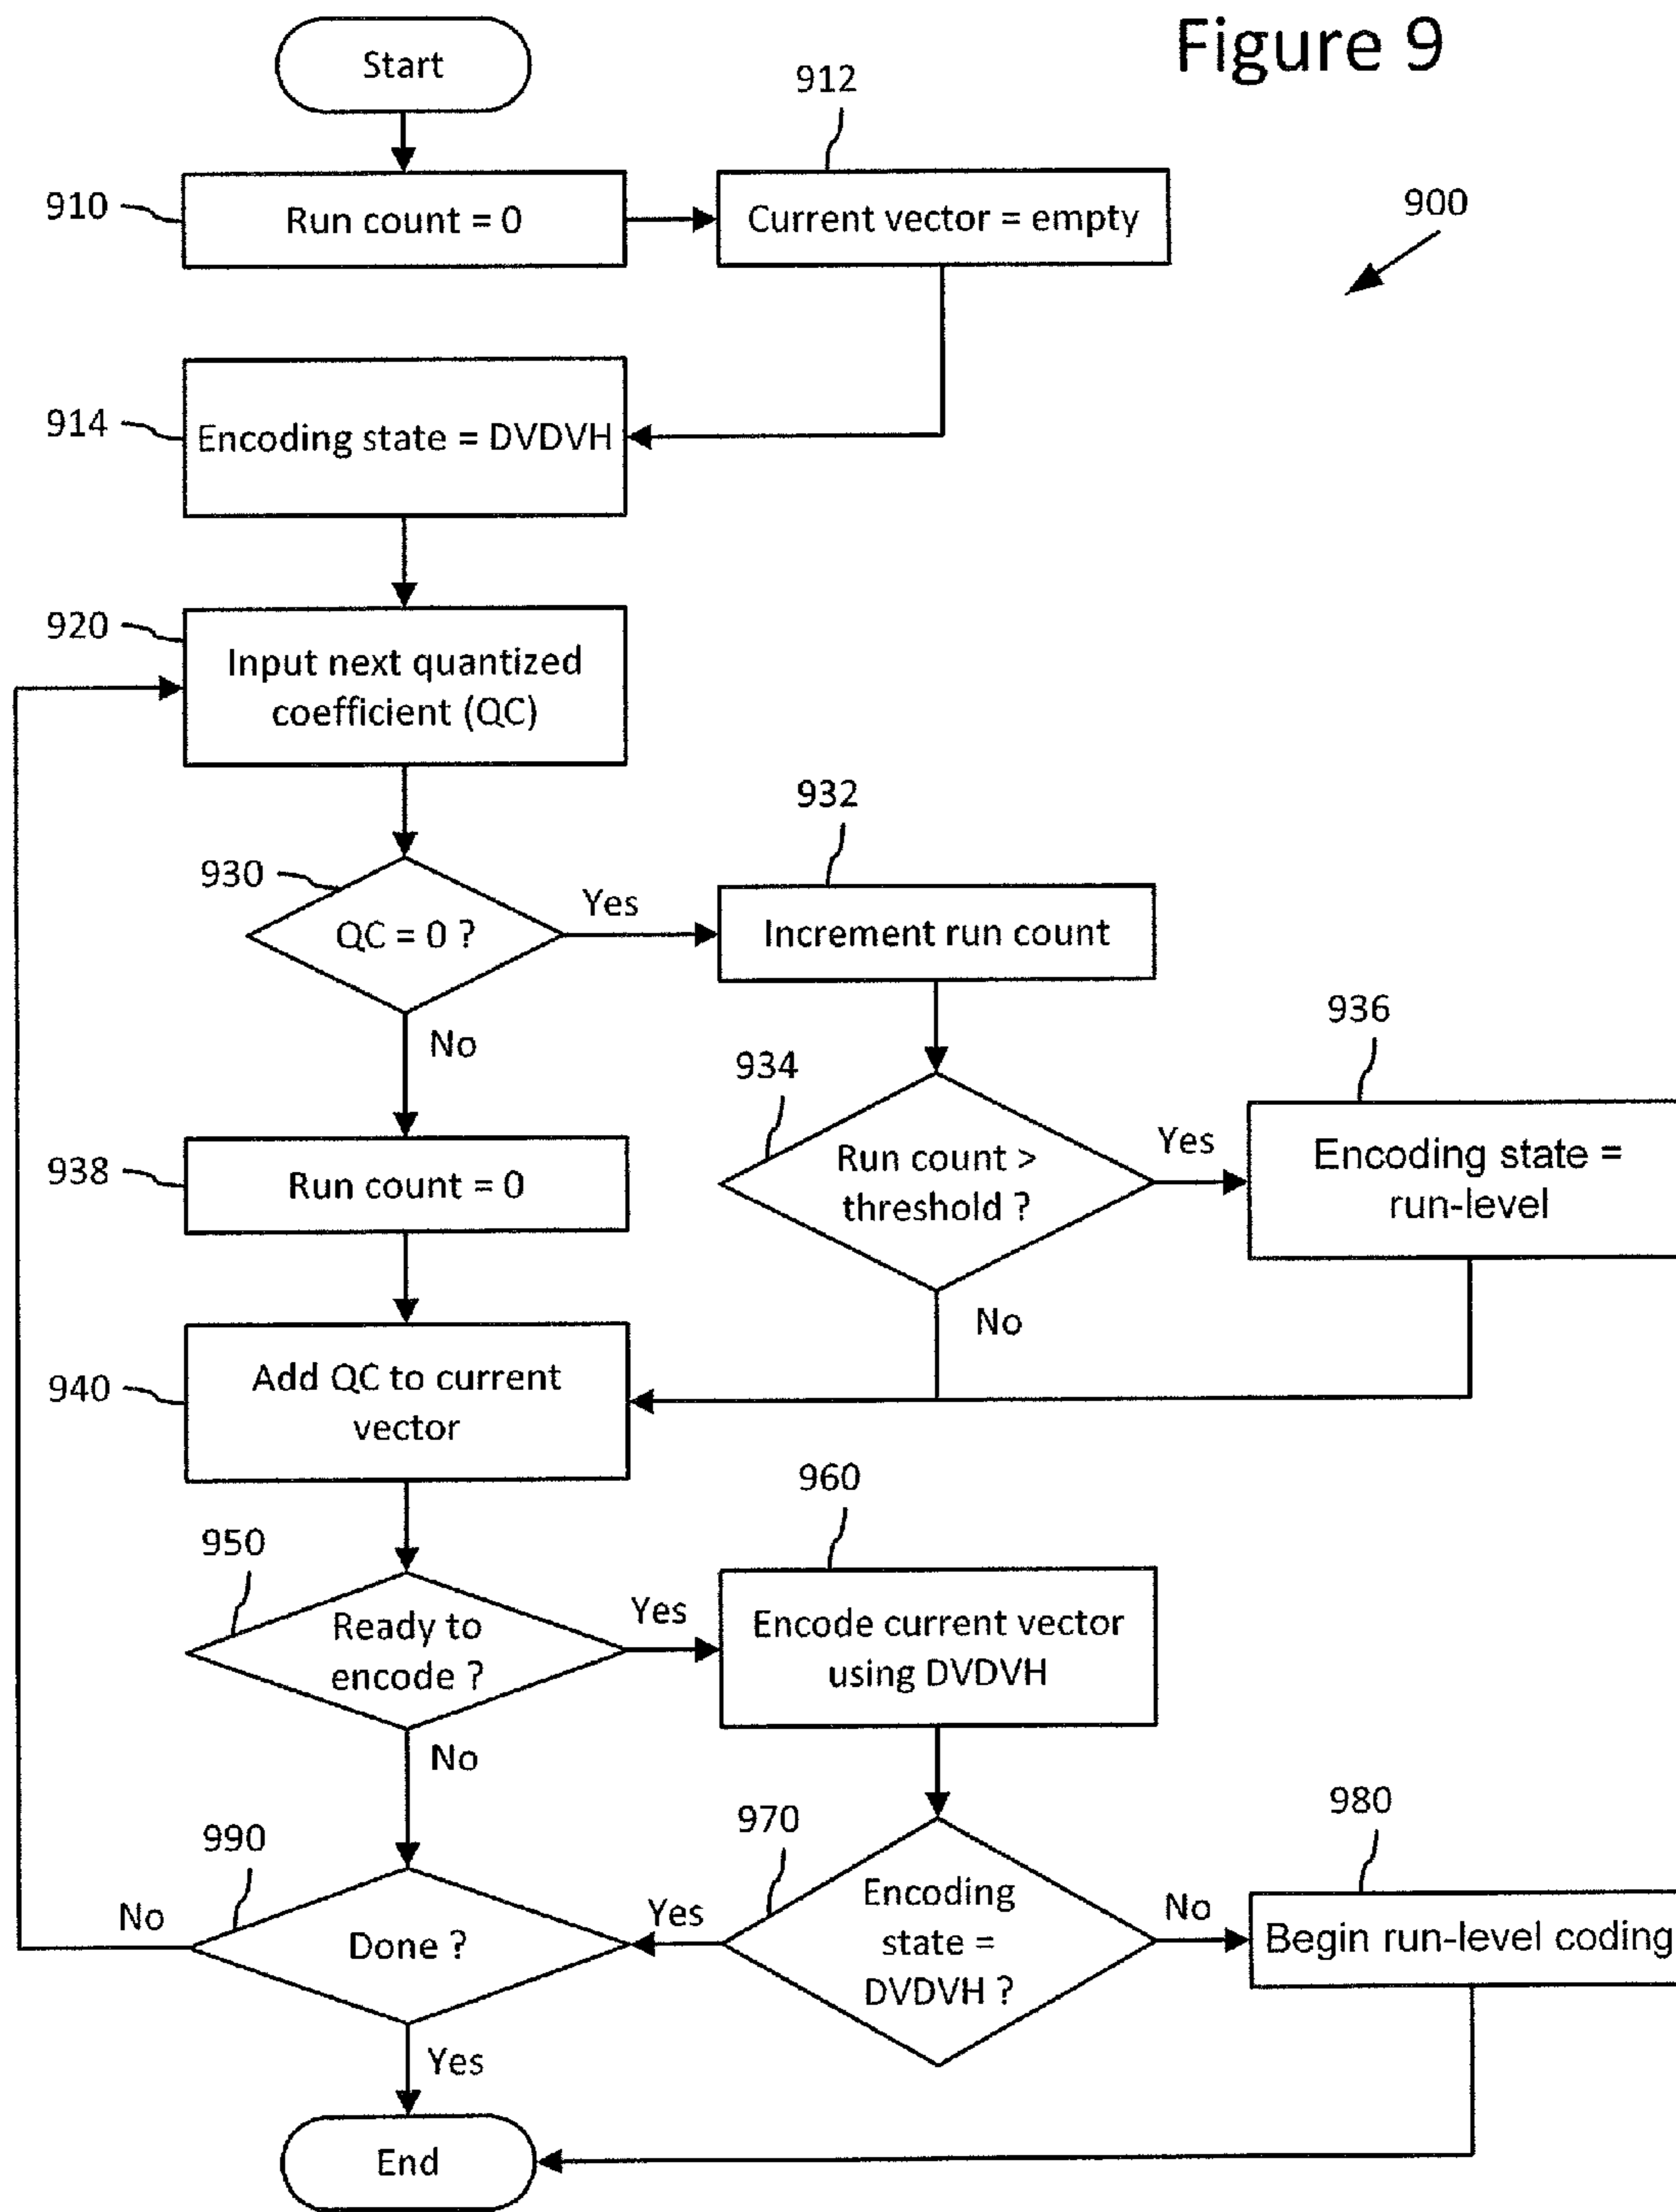 Figure 9
Start
912
910
Run count = 0
Current vector = empty
900
914
Encoding state = DVDVH
920
Input next quantized
coefficient (QC)
932
930
QC = 0 ?
Yes
Increment run count
No
936
934
938
Run count = 0
Run count >
threshold ?
Yes
Encoding state =
run-level
No
940
Add QC to current
vector
960
950
Ready to
encode ?
Yes
Encode current vector
using DVDVH
No
970
980
990
No
Done ?
Yes
Encoding
state =
DVDVH ?
No
Begin run-level coding
Yes
End